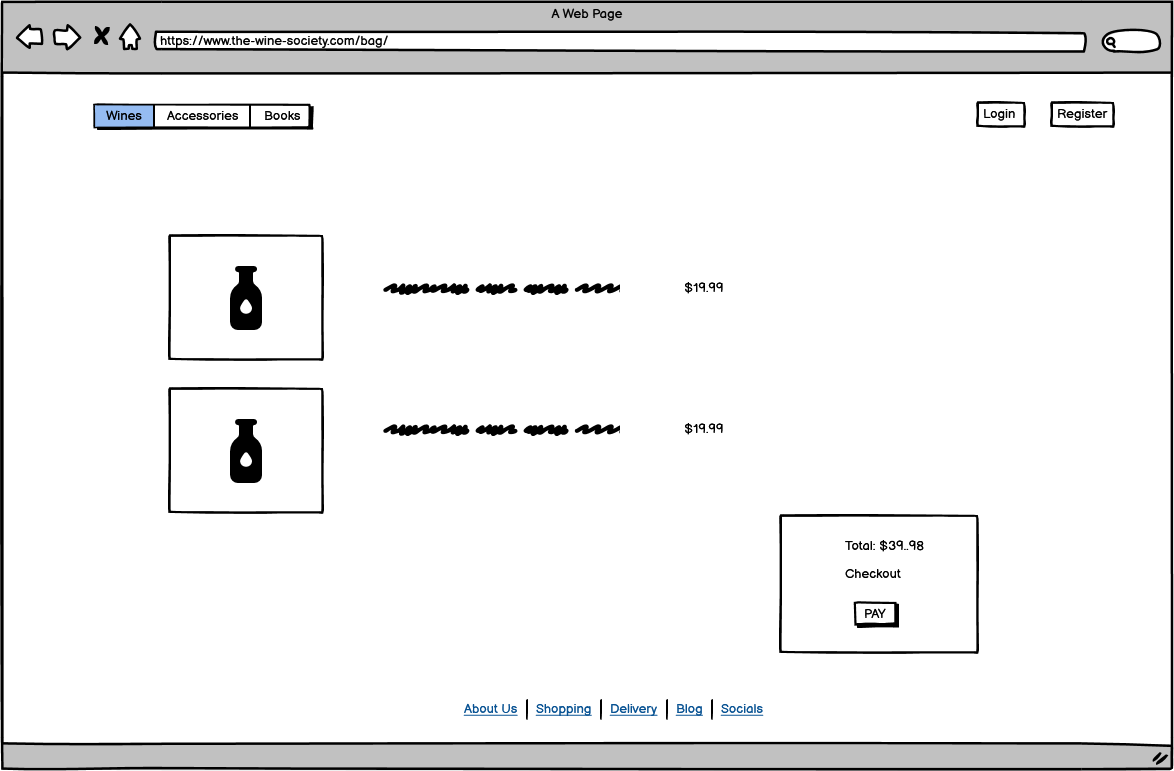 A Web Page
https://www.the-wine-society.com/bag/
Wines Accessories Books
Login Register
$19.99
$19.99
Total: $39..98
Checkout
PAY
About Us Shopping Delivery Blog Socials